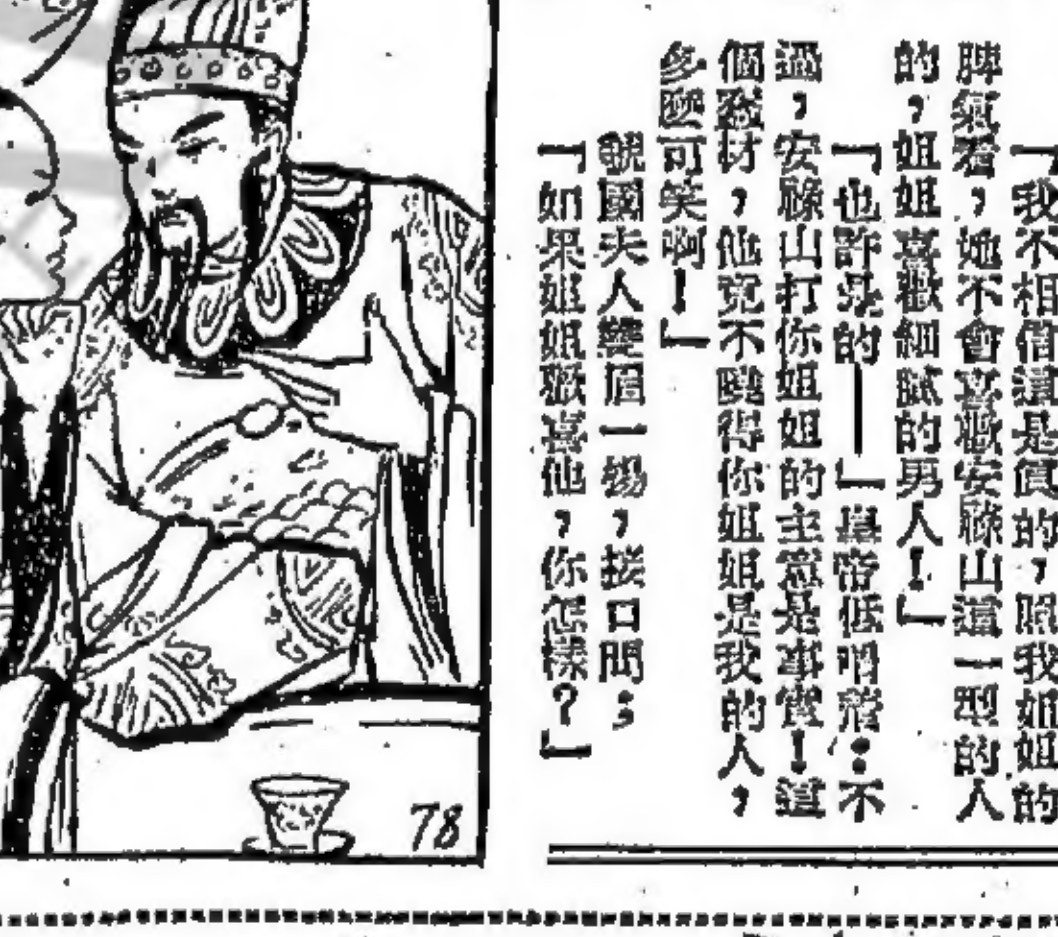 「我不相信這是真的，照我姐姐的
脾氣看，她不會喜歡安祿山這一型的人
的，姐姐喜歡細膩的男人！」
「也許是的——」皇帝低唱着：不
過，安祿山打你姐姐的主意是事實！這
個蠢材，他竟不曉得你姐姐是我的人，
多麼可笑啊！」
虢國夫人雙眉一揚，接口問；
「如果姐姐歡喜他，你怎樣？」
78